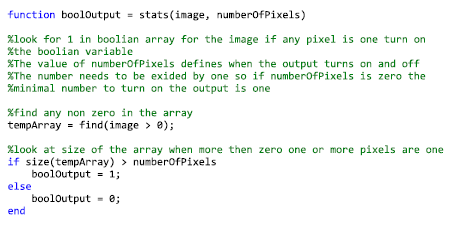 function boolOutput = stats(image, numberOfPixels)
%look for 1 in boolian array for the image if any pixel is one turn on
%the boolian variable
%The value of numberOfPixels defines when the output turns on and off
%The number needs to be exided by one so if numberOfPixels is zero the
%minimal number to turn on the output is one
%find any non zero in the array
tempArray = find(image > 0);
%look at size of the array when more then zero one or more pixels are one
if size(tempArray) > numberOfPixels
boolOutput = 1;
else
boolOutput = 0;
end